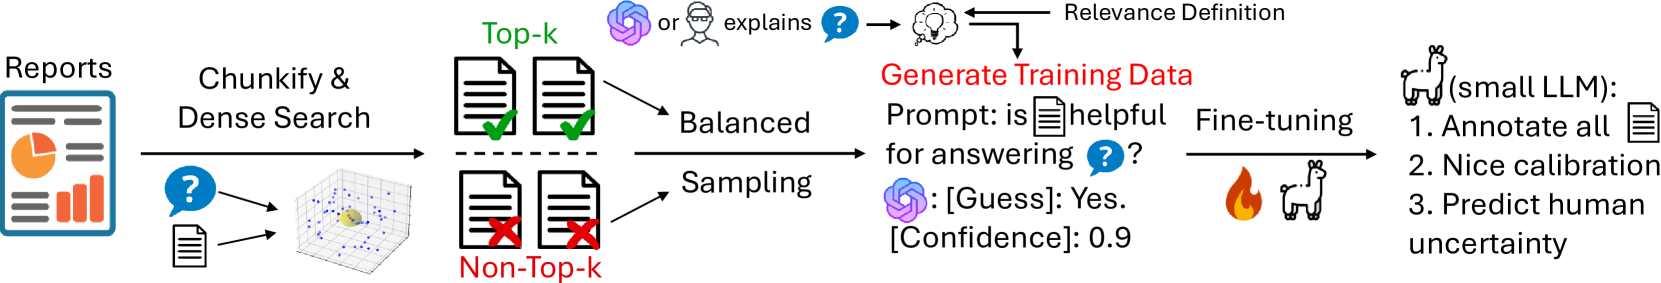 Reports
Chunkify &
Dense Search
?
Top-k
Non-Top-k
Balanced
Sampling
or explains ?
Relevance Definition
Generate Training Data
Prompt: is helpful
for answering ? ?
: [Guess]: Yes.
[Confidence]: 0.9
Fine-tuning
(small LLM):
1. Annotate all
2. Nice calibration
3. Predict human
uncertainty